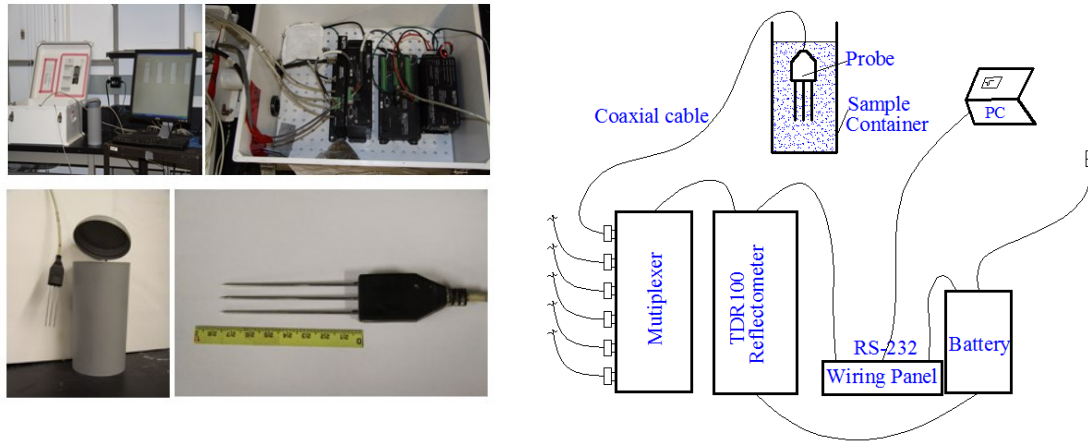 Probe
Coaxial cable
Sample
Container
PC
Mutiplexer
TDR100
Reflectometer
RS-232
Wiring Panel
Battery